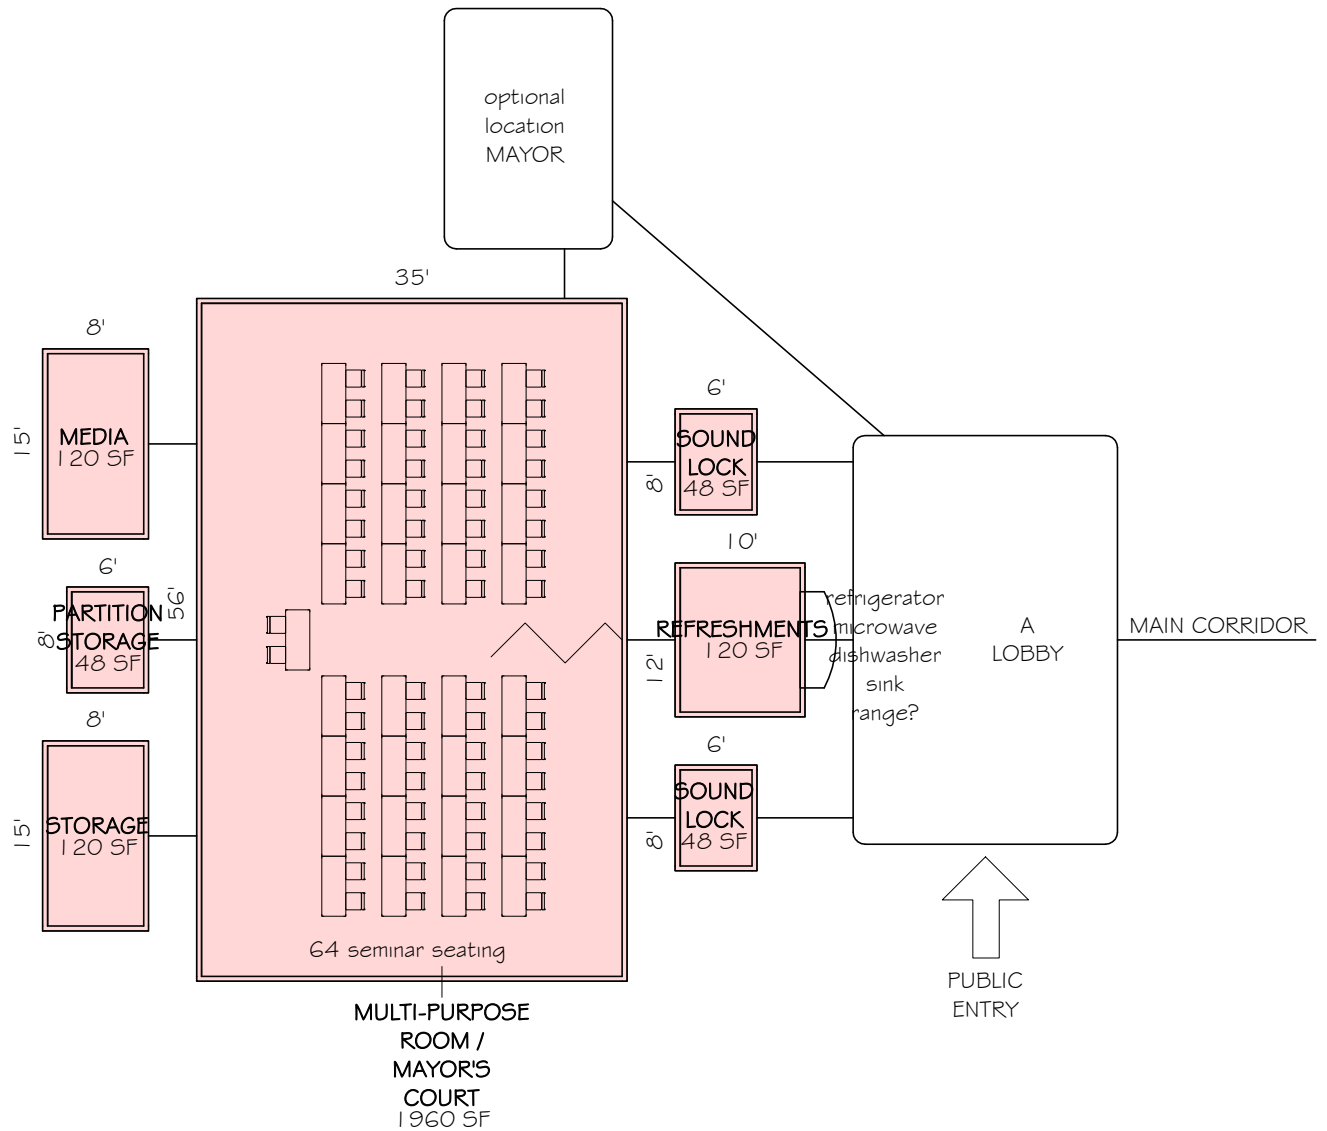 optional
location
MAYOR
35'
8'
15'
MEDIA
120 SF
6'
8'
SOUND
LOCK
48 SF
6'
56'
8'
PARTITION
STORAGE
48 SF
10'
12'
REFRESHMENTS
120 SF
refrigerator
microwave
dishwasher
sink
range?
A
LOBBY
MAIN CORRIDOR
8'
15'
STORAGE
120 SF
6'
8'
SOUND
LOCK
48 SF
64 seminar seating
PUBLIC
ENTRY
MULTI-PURPOSE
ROOM /
MAYOR'S
COURT
1960 SF